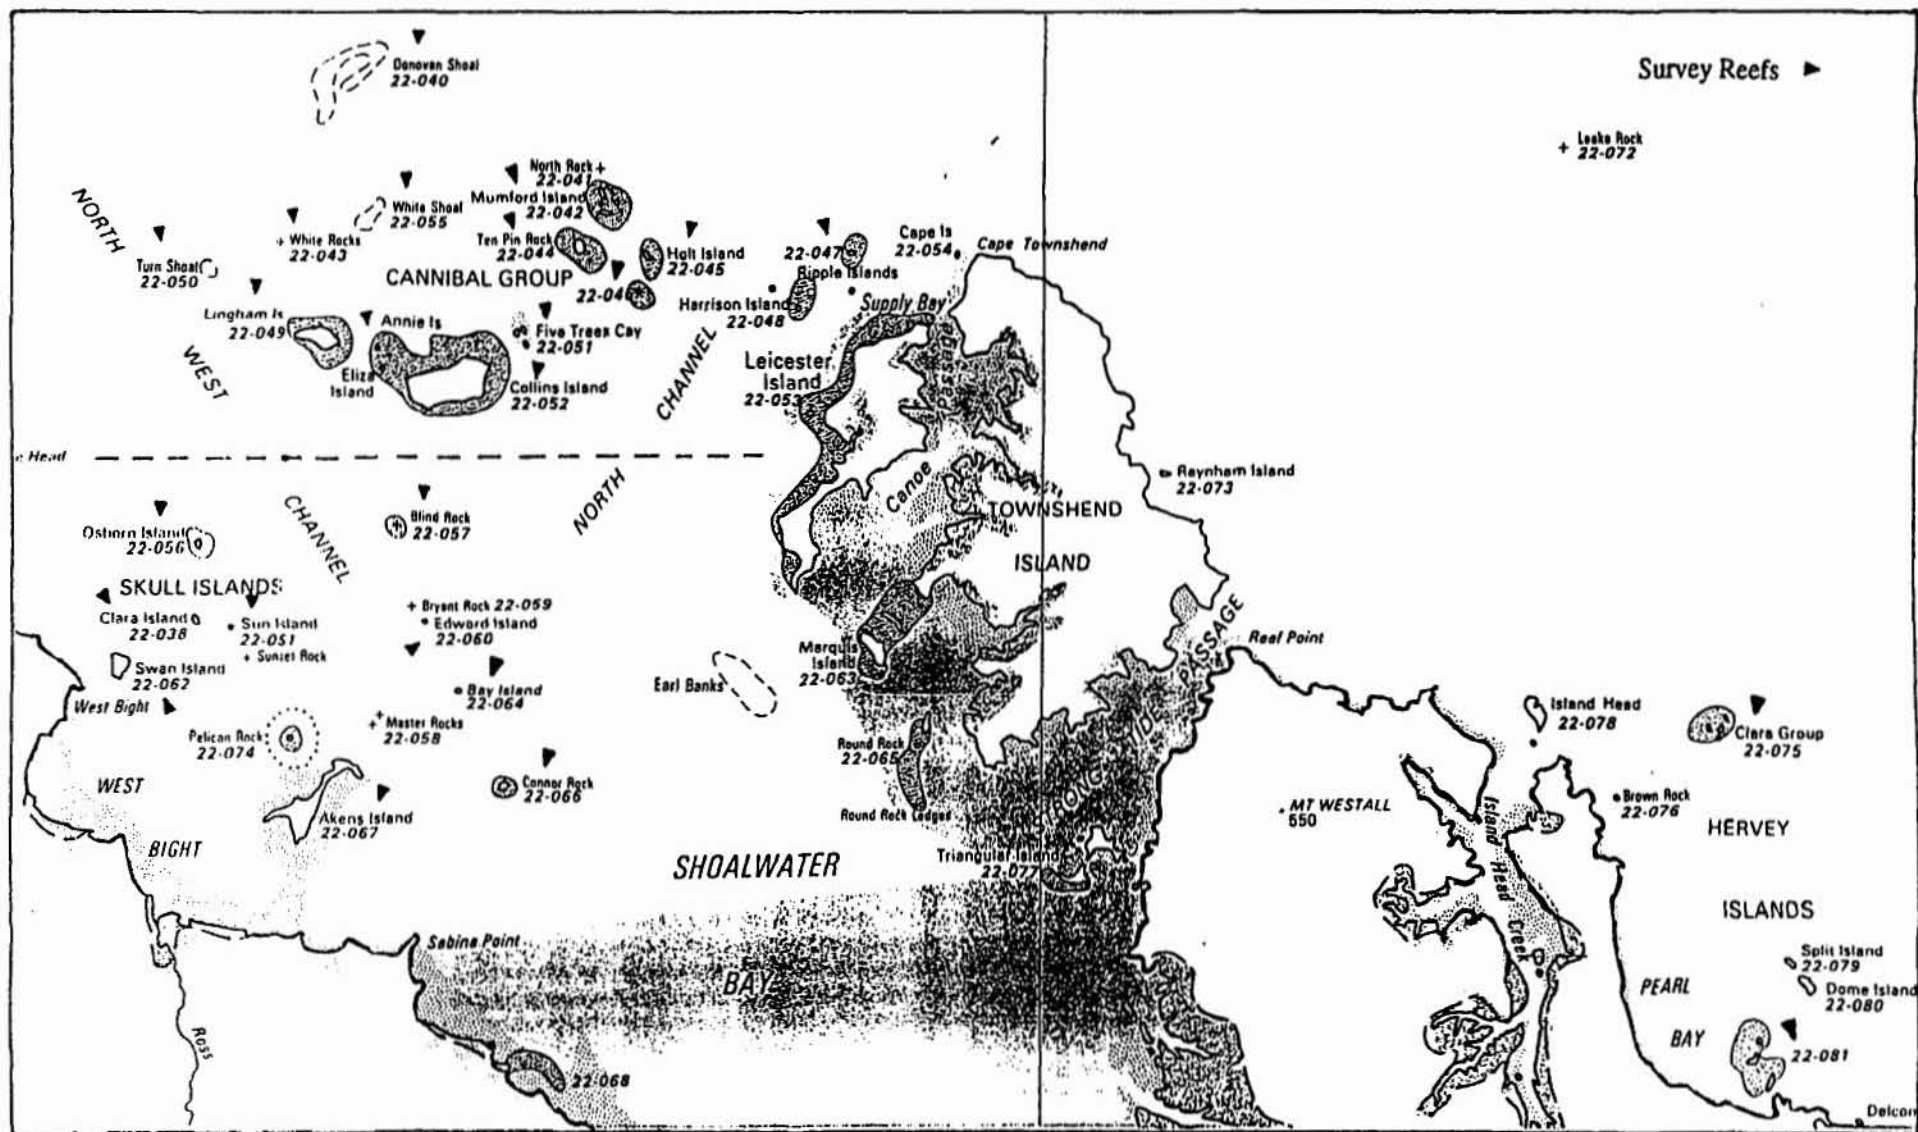 Survey Reefs
Donovan Shoal
22-040
Leake Rock
22-072
North Rock
22-041
Mumford Island
22-042
White Shoal
22-055
NORTH
White Rocks
22-043
Ten Pin Rock
22-044
Holt Island
22-045
22-047
Cape Is
22-054
Cape Townshend
Turn Shoal
22-050
CANNIBAL GROUP
22-046
Ripple Islands
Harrison Island
22-048
Supply Bay
Lingham Is
22-049
Annie Is
Five Trees Cay
22-051
WEST
Eliza
Island
Collins Island
22-052
CHANNEL
Leicester
Island
22-053
Passage
Head
Canoe
Raynham Island
22-073
Osborn Island
22-056
CHANNEL
Blind Rock
22-057
NORTH
TOWNSHEND
ISLAND
SKULL ISLANDS
Clara Island
22-038
Sun Island
22-051
Sunset Rock
Bryant Rock 22-059
Edword Island
22-060
Swan Island
22-062
West Bight
Bay Island
22-064
Earl Banks
Marquis
Island
22-063
PASSAGE
Reef Point
Pelican Rock
22-074
Master Rocks
22-058
Round Rock
22-065
STRONG TIDE
Island Head
22-078
Clara Group
22-075
WEST
BIGHT
Akens Island
22-067
Connor Rock
22-066
Round Rock Ledges
MT WESTALL
650
Brown Rock
22-076
HERVEY
ISLANDS
SHOALWATER
BAY
Triangular Island
22-077
Island Head Creek
Sabina Point
Split Island
22-079
Dome Island
22-080
PEARL
BAY
22-081
Ross
22-068
Delcom